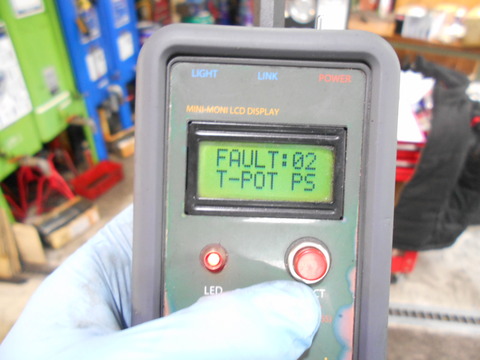 LIGHT LINK POWER
MINI-MONI LCD DISPLAY
FAULT:02
T-POT PS
LED